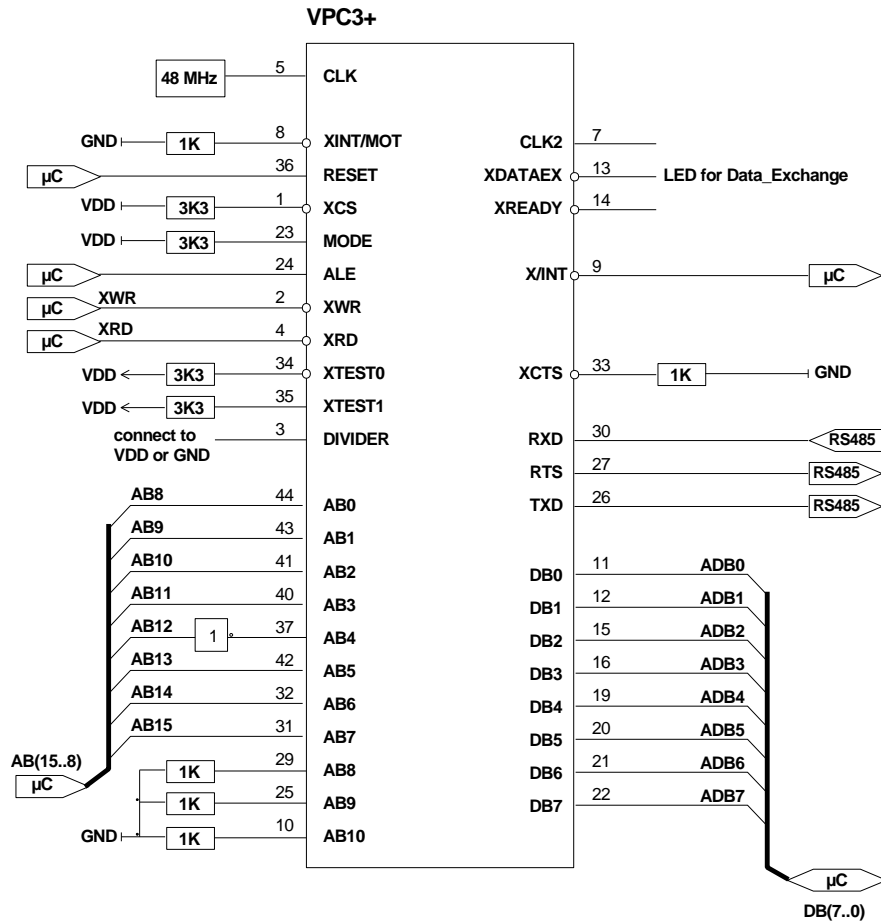 VPC3+
48 MHz 5 CLK
GND 1K 8 XINT/MOT CLK2 7
µC 36 RESET XDATAEX 13 LED for Data_Exchange
VDD 3K3 1 XCS XREADY 14
VDD 3K3 23 MODE
µC 24 ALE X/INT 9 µC
µC XWR 2 XWR
µC XRD 4 XRD
VDD 3K3 34 XTEST0 XCTS 33 1K GND
VDD 3K3 35 XTEST1
connect to
VDD or GND
3 DIVIDER RXD 30 RS485
RTS 27 RS485
AB8 44 AB0 TXD 26 RS485
AB9 43 AB1
AB10 41 AB2 DB0 11 ADB0
AB11 40 AB3 DB1 12 ADB1
AB12 1 37 AB4 DB2 15 ADB2
AB13 42 AB5 DB3 16 ADB3
AB14 32 AB6 DB4 19 ADB4
AB15 31 AB7 DB5 20 ADB5
AB(15..8)
µC
1K 29 AB8 DB6 21 ADB6
1K 25 AB9 DB7 22 ADB7
GND 1K 10 AB10
µC
DB(7..0)